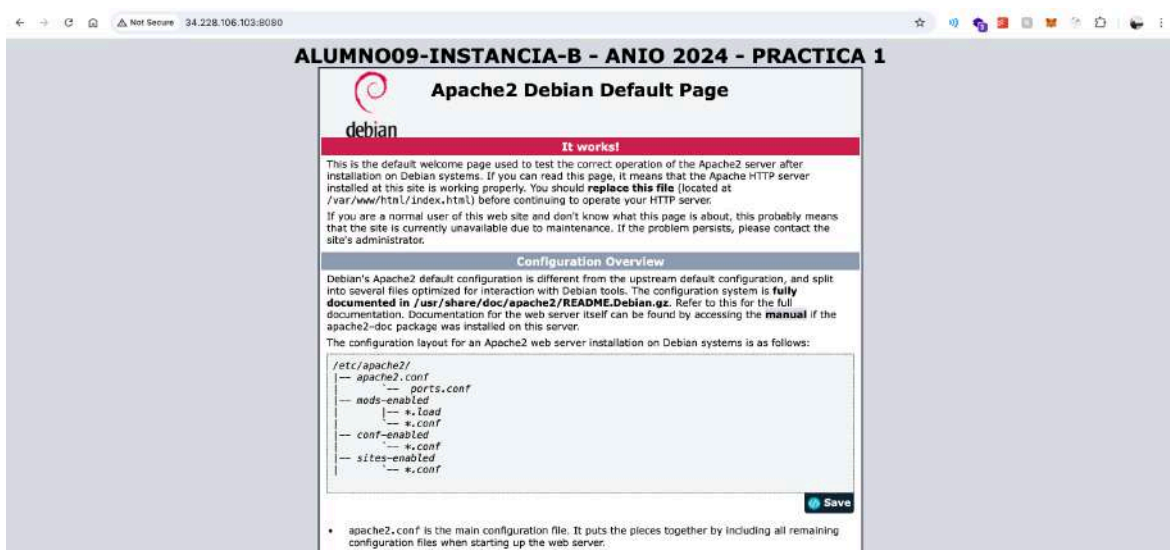 Not Secure 34.228.106.103:8080
ALUMNO09-INSTANCIA-B - ANIO 2024 - PRACTICA 1
debian
Apache2 Debian Default Page
It works!
This is the default welcome page used to test the correct operation of the Apache2 server after
installation on Debian systems. If you can read this page, it means that the Apache HTTP server
installed at this site is working properly. You should replace this file (located at
/var/www/html/index.html) before continuing to operate your HTTP server.
If you are a normal user of this web site and don't know what this page is about, this probably means
that the site is currently unavailable due to maintenance. If the problem persists, please contact the
site's administrator.
Configuration Overview
Debian's Apache2 default configuration is different from the upstream default configuration, and split
into several files optimized for interaction with Debian tools. The configuration system is fully
documented in /usr/share/doc/apache2/README.Debian.gz. Refer to this for the full
documentation. Documentation for the web server itself can be found by accessing the manual if the
apache2-doc package was installed on this server.
The configuration layout for an Apache2 web server installation on Debian systems is as follows:
/etc/apache2/
|-- apache2.conf
|       `--  ports.conf
|-- mods-enabled
|       |-- *.load
|       `-- *.conf
|-- conf-enabled
|       `-- *.conf
|-- sites-enabled
|       `-- *.conf
Save
• apache2.conf is the main configuration file. It puts the pieces together by including all remaining
configuration files when starting up the web server.